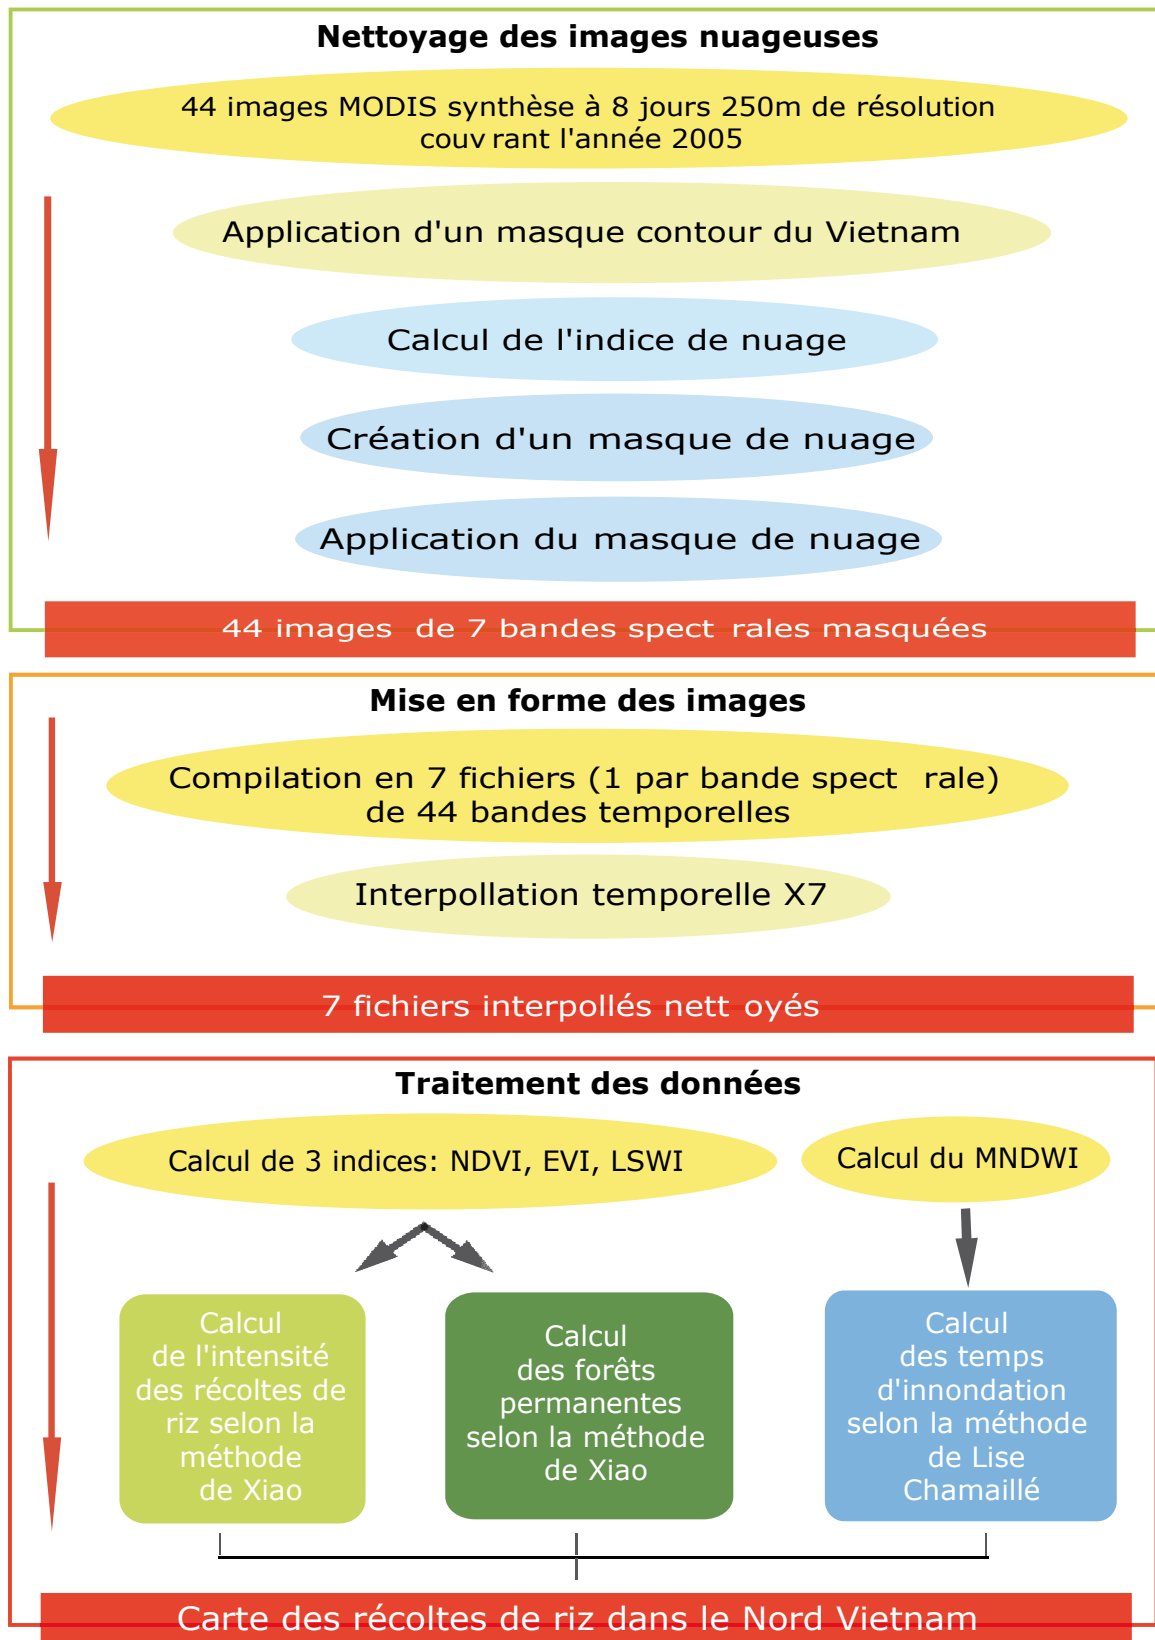 Nettoyage des images nuageuses
44 images MODIS synthèse à 8 jours 250m de résolution
couv rant l'année 2005
Application d'un masque contour du Vietnam
Calcul de l'indice de nuage
Création d'un masque de nuage
Application du masque de nuage
44 images de 7 bandes spect rales masquées
Mise en forme des images
Compilation en 7 fichiers (1 par bande spect rale)
de 44 bandes temporelles
Interpollation temporelle X7
7 fichiers interpollés nett oyés
Traitement des données
Calcul de 3 indices: NDVI, EVI, LSWI
Calcul du MNDWI
Calcul
de l'intensité
des récoltes de
riz selon la
méthode
de Xiao
Calcul
des forêts
permanentes
selon la méthode
de Xiao
Calcul
des temps
d'innondation
selon la méthode
de Lise
Chamaillé
Carte des récoltes de riz dans le Nord Vietnam